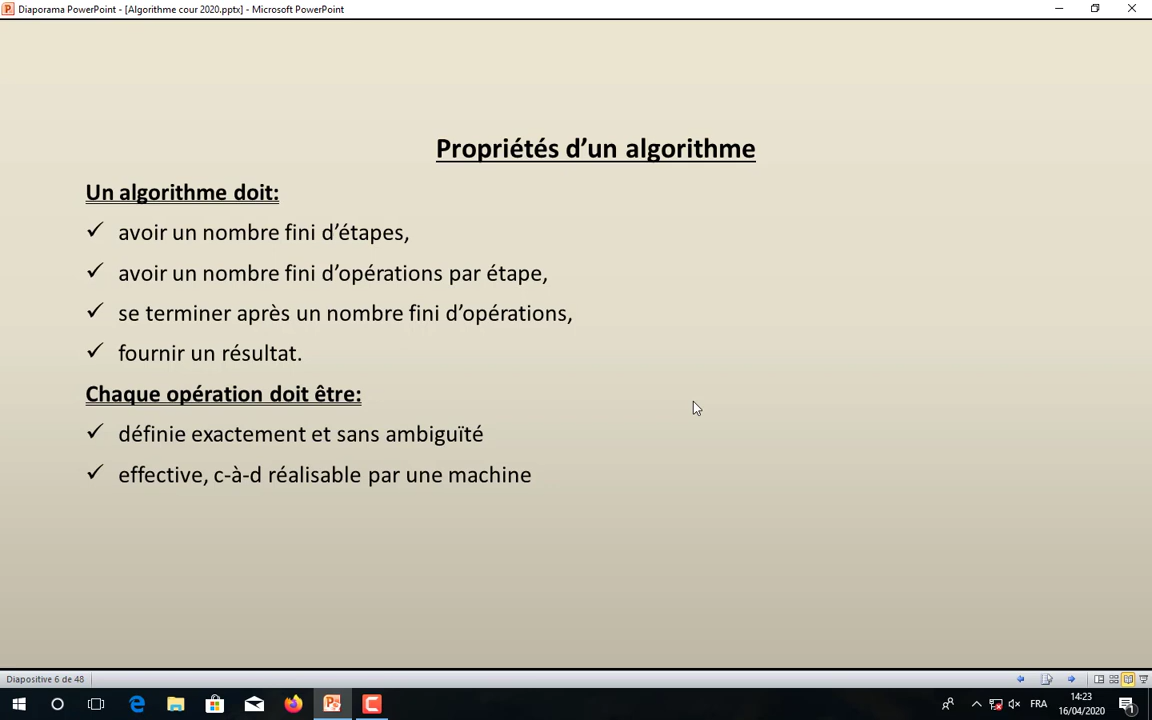 Diaporama PowerPoint - [Algorithme cour 2020.pptx] - Microsoft PowerPoint
Propriétés d’un algorithme
Un algorithme doit:
✓ avoir un nombre fini d’étapes,
✓ avoir un nombre fini d’opérations par étape,
✓ se terminer après un nombre fini d’opérations,
✓ fournir un résultat.
Chaque opération doit être:
✓ définie exactement et sans ambiguïté
✓ effective, c-à-d réalisable par une machine
Diapositive 6 de 48
FRA
14:23
16/04/2020
1